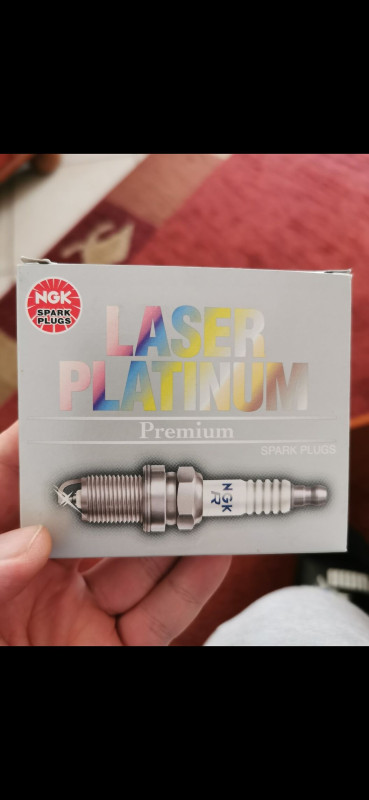 NGK
SPARK
PLUGS
LASER
PLATINUM
Premium
SPARK PLUGS
NGK
R